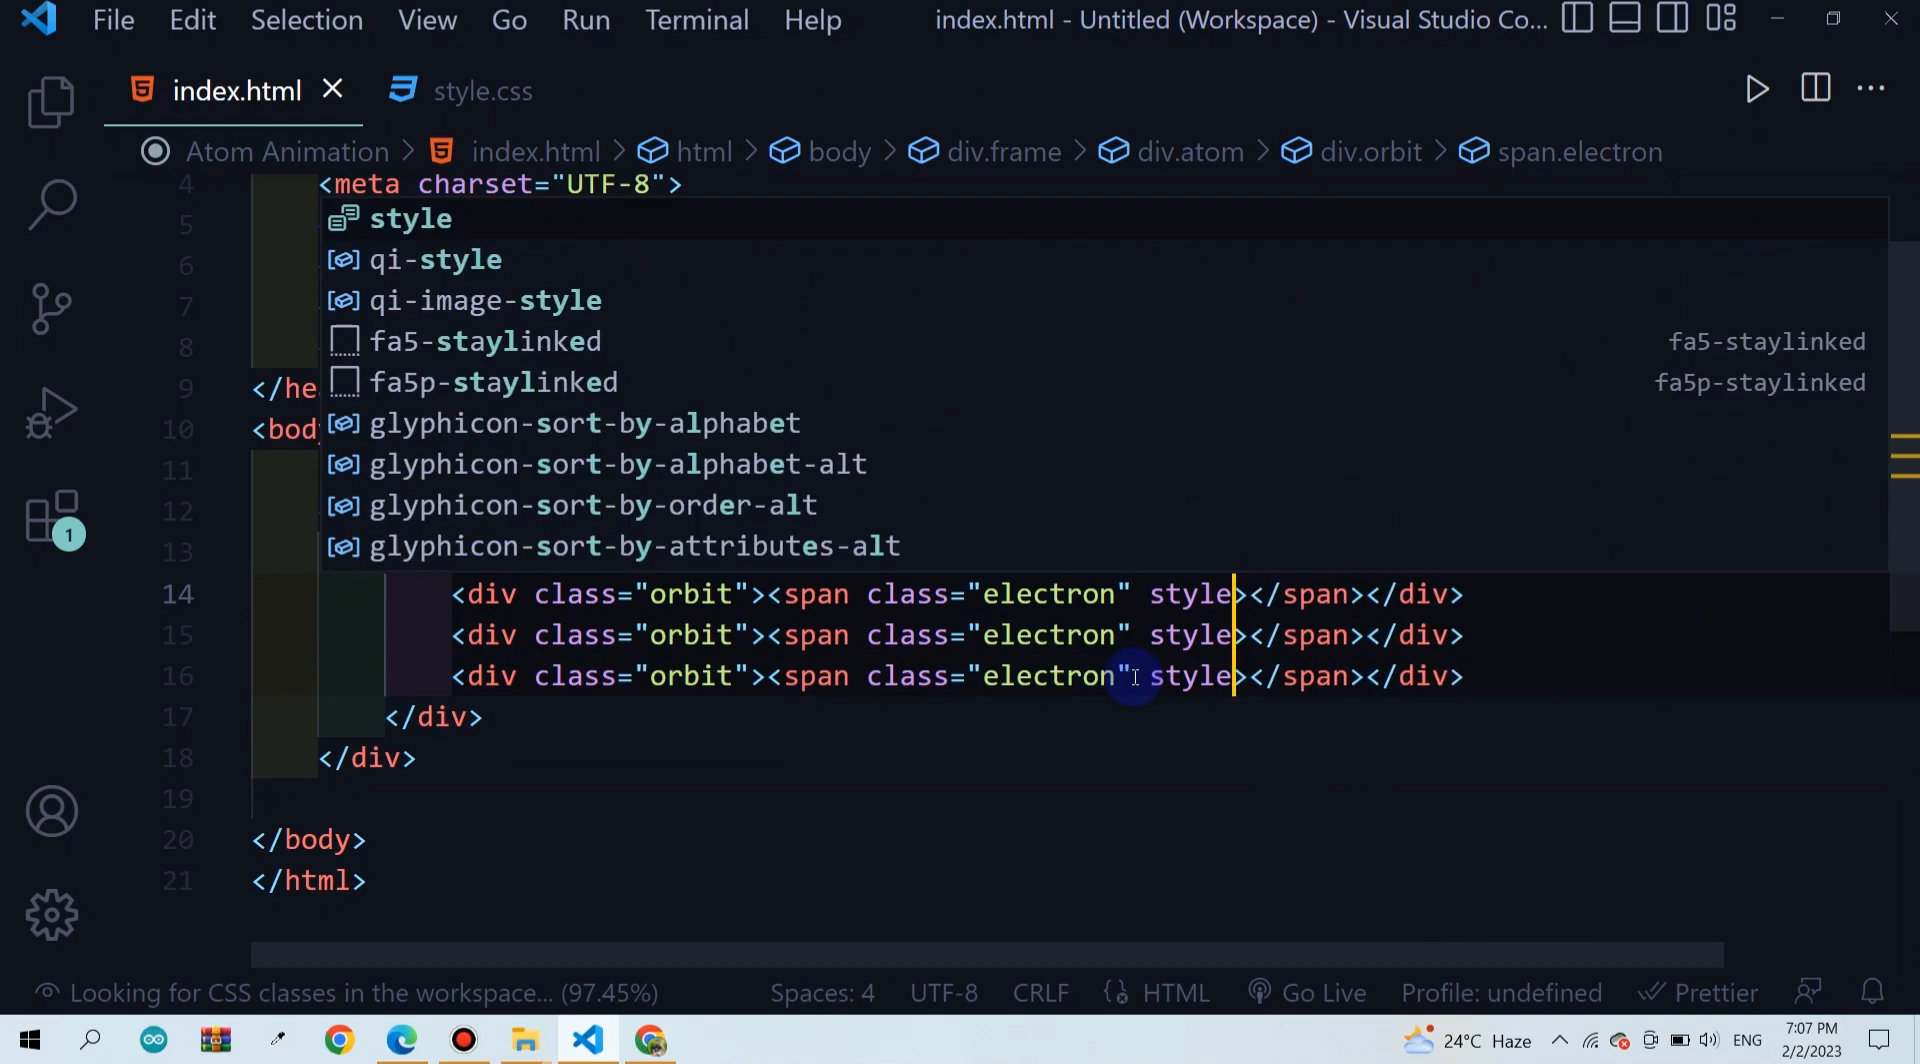 File Edit Selection View Go Run Terminal Help index.html - Untitled (Workspace) - Visual Studio Co...
index.html style.css
Atom Animation > index.html > html > body > div.frame > div.atom > div.orbit > span.electron
4 <meta charset="UTF-8">
5 style
6 qi-style
7 qi-image-style
8 fa5-staylinked fa5-staylinked
9 </he fa5p-staylinked fa5p-staylinked
10 <body glyphicon-sort-by-alphabet
11 glyphicon-sort-by-alphabet-alt
12 glyphicon-sort-by-order-alt
13 glyphicon-sort-by-attributes-alt
14 <div class="orbit"><span class="electron" style></span></div>
15 <div class="orbit"><span class="electron" style></span></div>
16 <div class="orbit"><span class="electron" style></span></div>
17 </div>
18 </div>
19
20 </body>
21 </html>
1
Looking for CSS classes in the workspace... (97.45%) Spaces: 4 UTF-8 CRLF HTML Go Live Profile: undefined Prettier
24°C Haze ENG 7:07 PM
2/2/2023